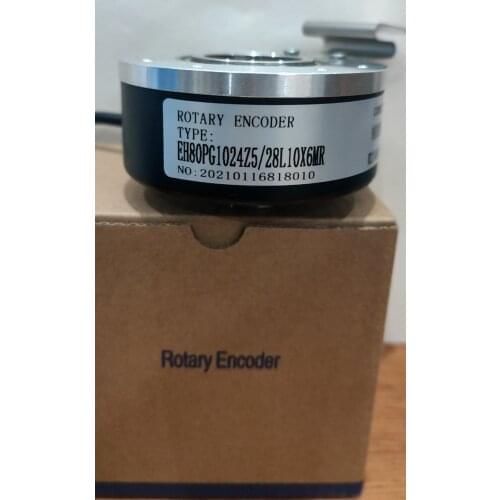 ROTARY ENCODER
TYPE:
EH80PG1024Z5/28L10X6MR
NO:20210116818010
Rotary Encoder